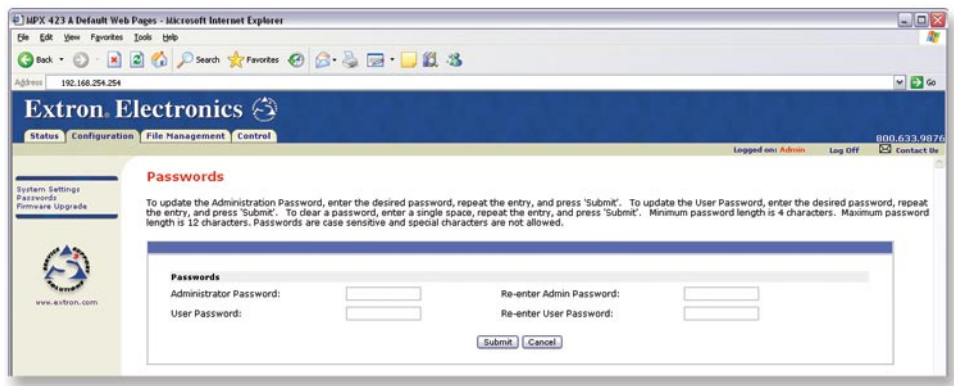 MPX 423 A Default Web Pages - Microsoft Internet Explorer
File Edit View Favorites Tools Help
Back Search Favorites
Address 192.168.254.254 Go
Extron Electronics
Status Configuration File Management Control
800.633.9876
Logged on: Admin Log Off Contact Us
System Settings
Passwords
Firmware Upgrade
www.extron.com
Passwords
To update the Administration Password, enter the desired password, repeat the entry, and press 'Submit'. To update the User Password, enter the desired password, repeat
the entry, and press 'Submit'. To clear a password, enter a single space, repeat the entry, and press 'Submit'. Minimum password length is 4 characters. Maximum password
length is 12 characters. Passwords are case sensitive and special characters are not allowed.
Passwords
Administrator Password: Re-enter Admin Password:
User Password: Re-enter User Password:
Submit Cancel